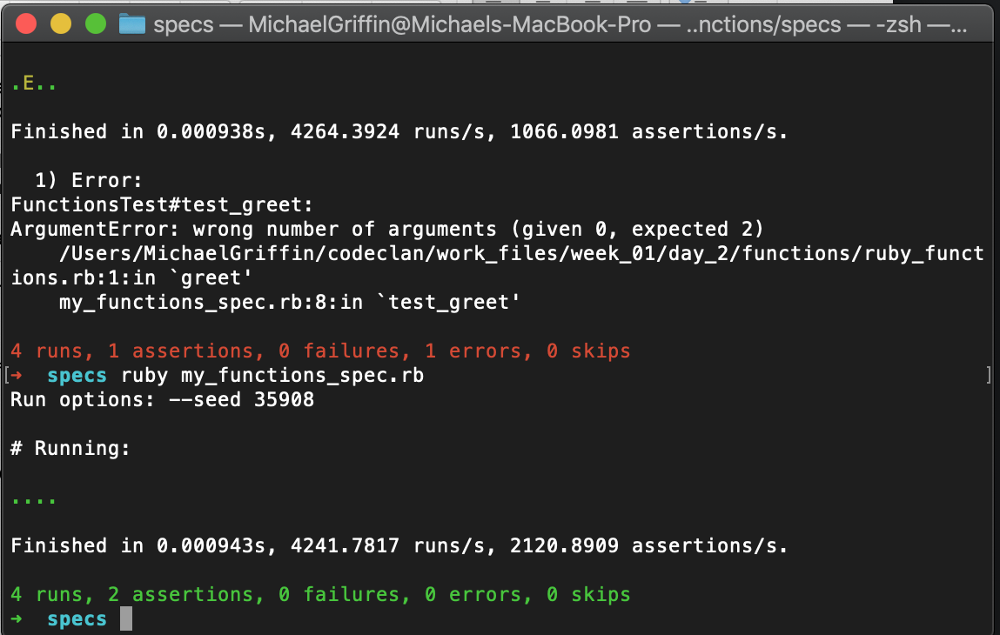 specs — MichaelGriffin@Michaels-MacBook-Pro — ..nctions/specs — -zsh —...
.E..
Finished in 0.000938s, 4264.3924 runs/s, 1066.0981 assertions/s.
1) Error:
FunctionsTest#test_greet:
ArgumentError: wrong number of arguments (given 0, expected 2)
/Users/MichaelGriffin/codeclan/work_files/week_01/day_2/functions/ruby_funct
ions.rb:1:in `greet'
my_functions_spec.rb:8:in `test_greet'
4 runs, 1 assertions, 0 failures, 1 errors, 0 skips
[➜  specs ruby my_functions_spec.rb ]
Run options: --seed 35908
# Running:
....
Finished in 0.000943s, 4241.7817 runs/s, 2120.8909 assertions/s.
4 runs, 2 assertions, 0 failures, 0 errors, 0 skips
➜  specs